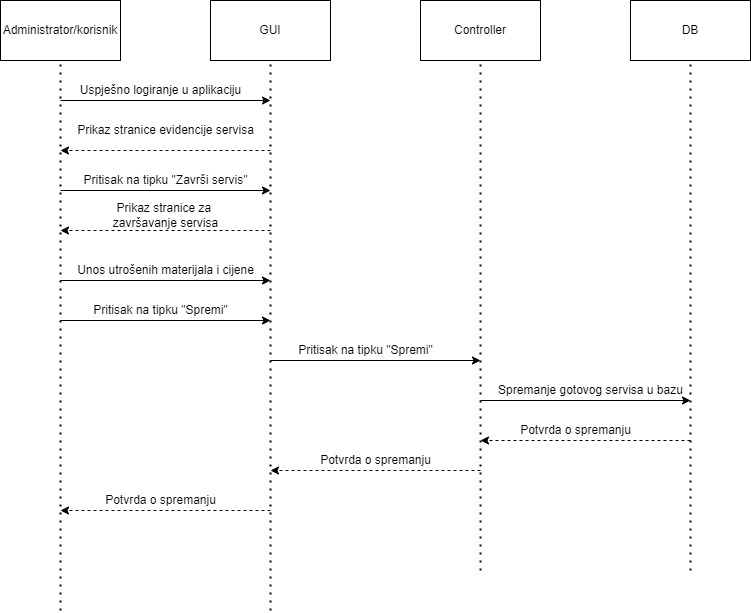 Administrator/korisnik
GUI
Controller
DB
Uspješno logiranje u aplikaciju
Prikaz stranice evidencije servisa
Pritisak na tipku "Završi servis"
Prikaz stranice za
završavanje servisa
Unos utrošenih materijala i cijene
Pritisak na tipku "Spremi"
Pritisak na tipku "Spremi"
Spremanje gotovog servisa u bazu
Potvrda o spremanju
Potvrda o spremanju
Potvrda o spremanju